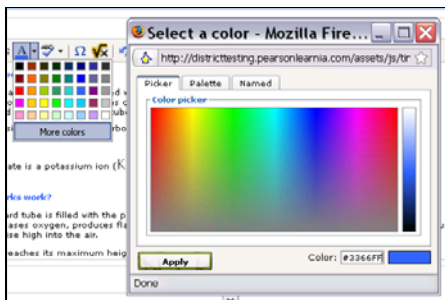 Select a color - Mozilla Fire...
http://districttesting.pearsonlearnia.com/assets/js/tir
Picker Palette Named
Color picker
Apply
Color: #3366FF
Done
A
Ω √x
More colors
ate is a potassium ion (K
rks work?
rd tube is filled with the p
ases oxygen, produces fla
ise high into the air.
eaches its maximum heig